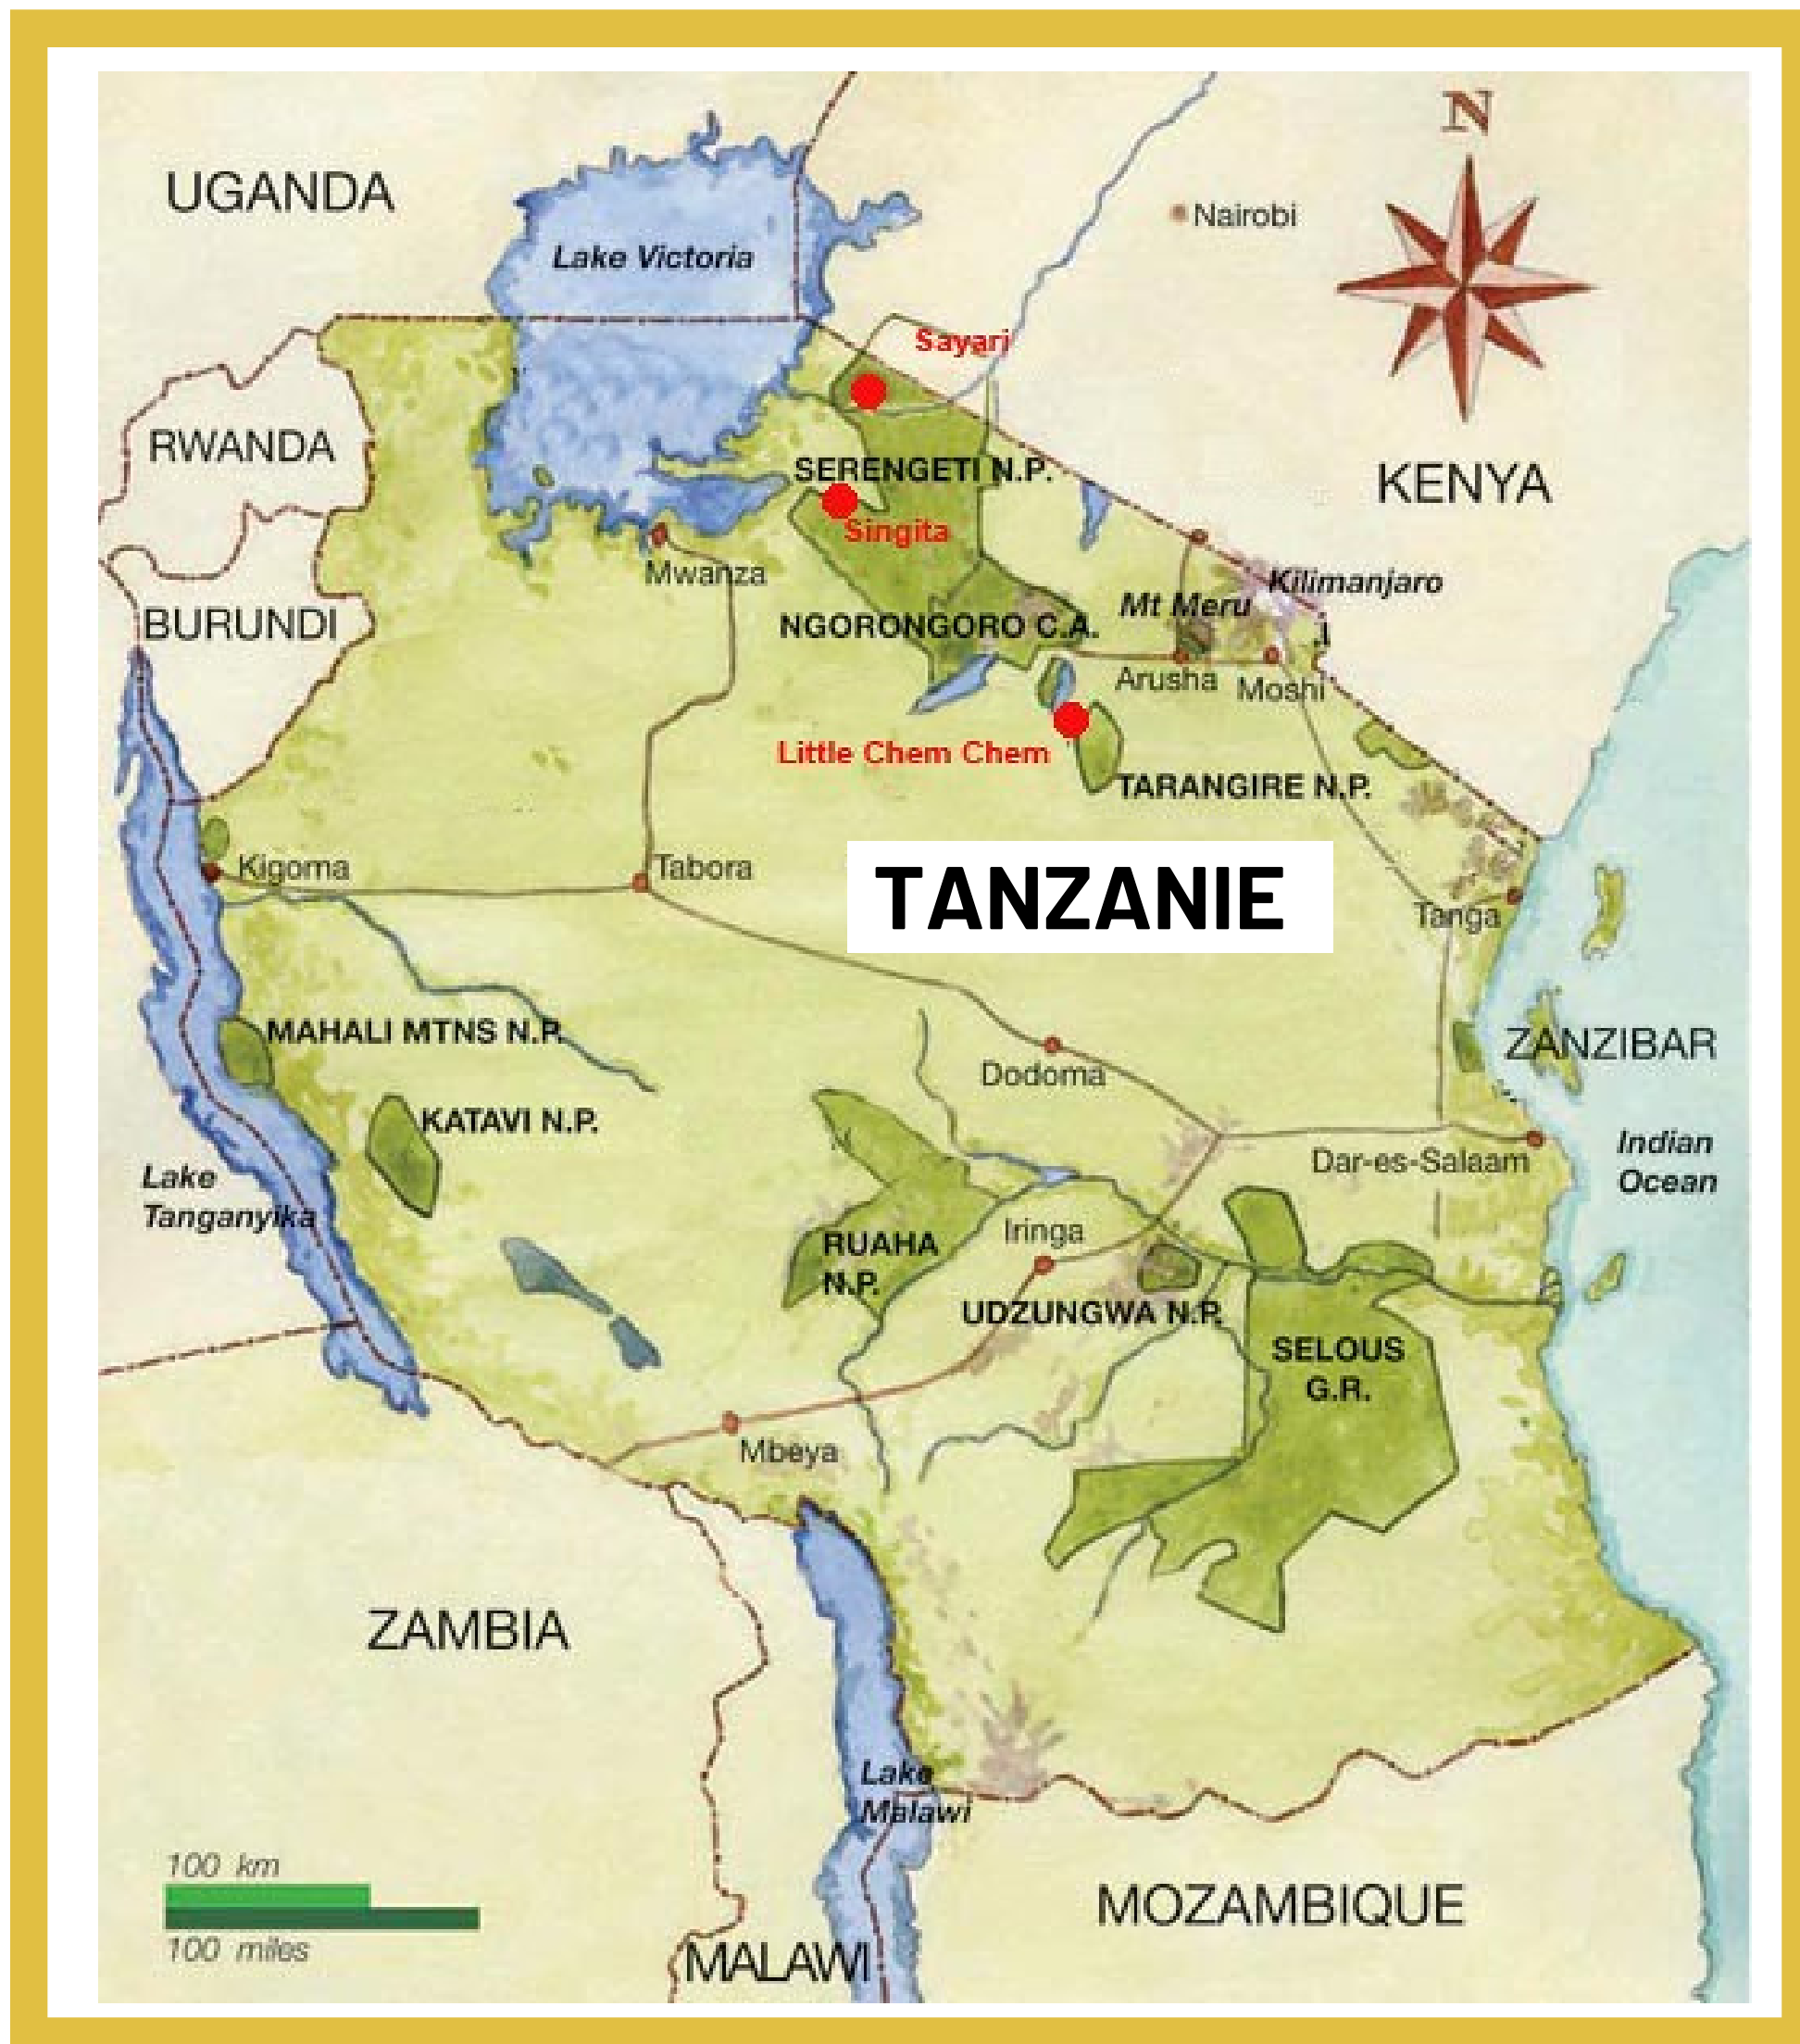 N
UGANDA
Nairobi
Lake Victoria
Sayari
RWANDA
SERENGETI N.P.
KENYA
Singita
Mwanza
Kilimanjaro
Mt Meru
BURUNDI
NGORONGORO C.A.
Arusha
Moshi
Little Chem Chem
TARANGIRE N.P.
Kigoma
Tabora
TANZANIE
Tanga
MAHALI MTNS N.P.
ZANZIBAR
Dodoma
KATAVI N.P.
Dar-es-Salaam
Indian
Ocean
Lake
Tanganyika
Iringa
RUAHA
N.P.
UDZUNGWA N.P.
SELOUS
G.R.
Mbeya
ZAMBIA
Lake
Malawi
100 km
100 miles
MOZAMBIQUE
MALAWI